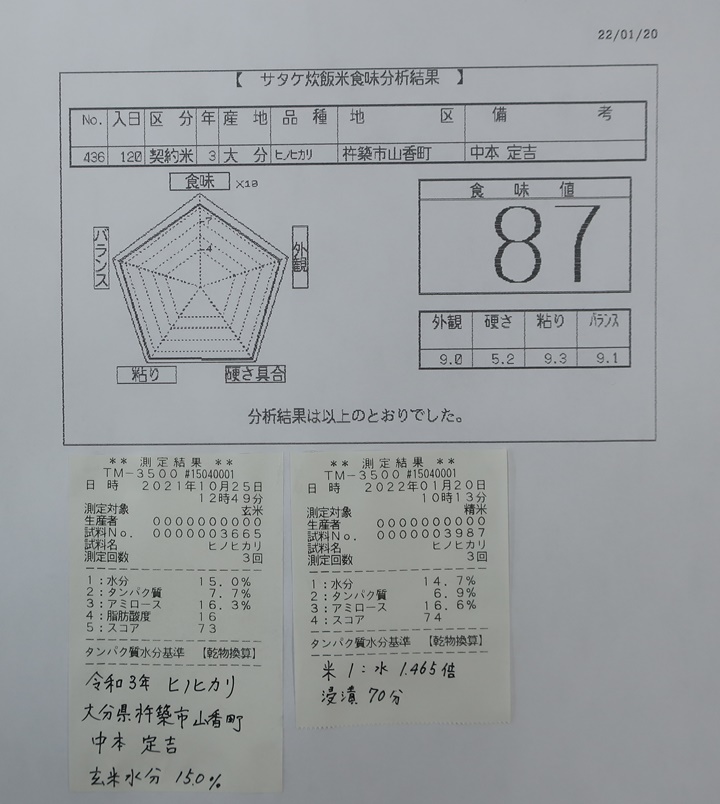 22/01/20
【 サタケ炊飯米食味分析結果 】
No. 入日 区分 年 産地 品種 地区 備考
436 120 契約米 3 大分 ヒノヒカリ 杵築市山香町 中本 定吉
食味 ×10
7
4
バランス
外観
粘り
硬さ具合
食味値
87
外観 硬さ 粘り バランス
9.0 5.2 9.3 9.1
分析結果は以上のとおりでした。
** 測定結果 **
TM-3500 #15040001
日時 2021年10月25日
12時49分
測定対象 玄米
生産者 0000000000
試料No. 0000003665
試料名 ヒノヒカリ
測定回数 3回
1:水分 15.0%
2:タンパク質 7.7%
3:アミロース 16.3%
4:脂肪酸度 16
5:スコア 73
タンパク質水分基準 【乾物換算】
令和3年 ヒノヒカリ
大分県杵築市山香町
中本 定吉
玄米水分 15.0%
** 測定結果 **
TM-3500 #15040001
日時 2022年01月20日
10時13分
測定対象 精米
生産者 0000000000
試料No. 0000003987
試料名 ヒノヒカリ
測定回数 3回
1:水分 14.7%
2:タンパク質 6.9%
3:アミロース 16.6%
4:スコア 74
タンパク質水分基準 【乾物換算】
米 1:水 1.465倍
浸漬 70分